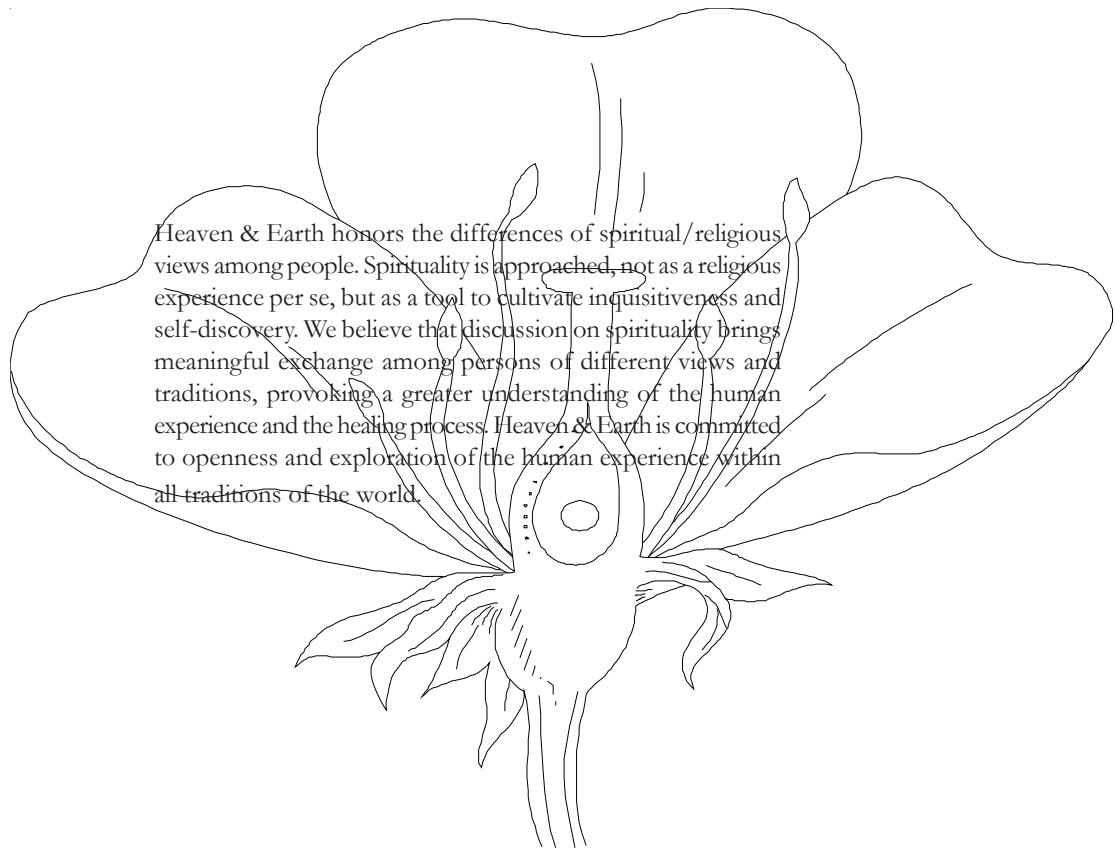 Heaven & Earth honors the differences of spiritual/religious
views among people. Spirituality is approached, not as a religious
experience per se, but as a tool to cultivate inquisitiveness and
self-discovery. We believe that discussion on spirituality brings
meaningful exchange among persons of different views and
traditions, provoking a greater understanding of the human
experience and the healing process. Heaven & Earth is committed
to openness and exploration of the human experience within
all traditions of the world.